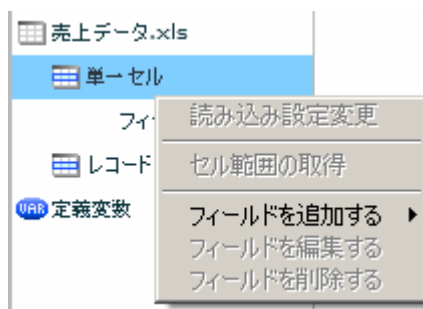 売上データ.xls
単一セル
フィー
レコード
VAR 定義変数
読み込み設定変更
セル範囲の取得
フィールドを追加する
フィールドを編集する
フィールドを削除する